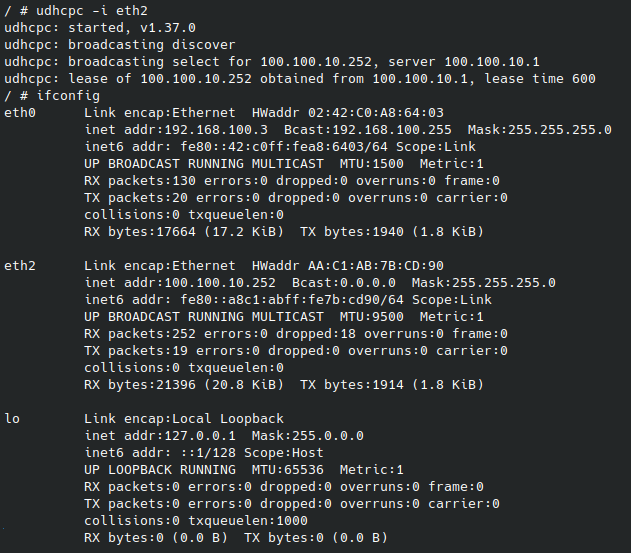 / # udhcpc -i eth2
udhcpc: started, v1.37.0
udhcpc: broadcasting discover
udhcpc: broadcasting select for 100.100.10.252, server 100.100.10.1
udhcpc: lease of 100.100.10.252 obtained from 100.100.10.1, lease time 600
/ # ifconfig
eth0      Link encap:Ethernet  HWaddr 02:42:C0:A8:64:03
          inet addr:192.168.100.3  Bcast:192.168.100.255  Mask:255.255.255.0
          inet6 addr: fe80::42:c0ff:fea8:6403/64 Scope:Link
          UP BROADCAST RUNNING MULTICAST  MTU:1500  Metric:1
          RX packets:130 errors:0 dropped:0 overruns:0 frame:0
          TX packets:20 errors:0 dropped:0 overruns:0 carrier:0
          collisions:0 txqueuelen:0
          RX bytes:17664 (17.2 KiB)  TX bytes:1940 (1.8 KiB)

eth2      Link encap:Ethernet  HWaddr AA:C1:AB:7B:CD:90
          inet addr:100.100.10.252  Bcast:0.0.0.0  Mask:255.255.255.0
          inet6 addr: fe80::a8c1:abff:fe7b:cd90/64 Scope:Link
          UP BROADCAST RUNNING MULTICAST  MTU:9500  Metric:1
          RX packets:252 errors:0 dropped:18 overruns:0 frame:0
          TX packets:19 errors:0 dropped:0 overruns:0 carrier:0
          collisions:0 txqueuelen:0
          RX bytes:21396 (20.8 KiB)  TX bytes:1914 (1.8 KiB)

lo        Link encap:Local Loopback
          inet addr:127.0.0.1  Mask:255.0.0.0
          inet6 addr: ::1/128 Scope:Host
          UP LOOPBACK RUNNING  MTU:65536  Metric:1
          RX packets:0 errors:0 dropped:0 overruns:0 frame:0
          TX packets:0 errors:0 dropped:0 overruns:0 carrier:0
          collisions:0 txqueuelen:1000
          RX bytes:0 (0.0 B)  TX bytes:0 (0.0 B)